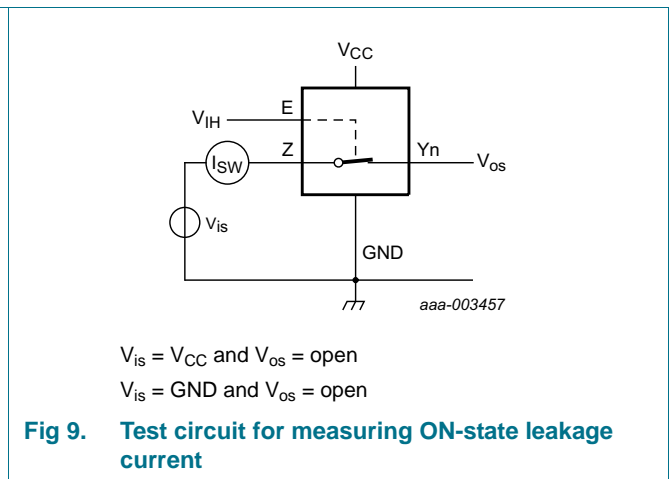 VCC
VIH
E
Z
Yn
ISW
Vos
Vis
GND
aaa-003457
Vis = VCC and Vos = open
Vis = GND and Vos = open
Fig 9. Test circuit for measuring ON-state leakage
current